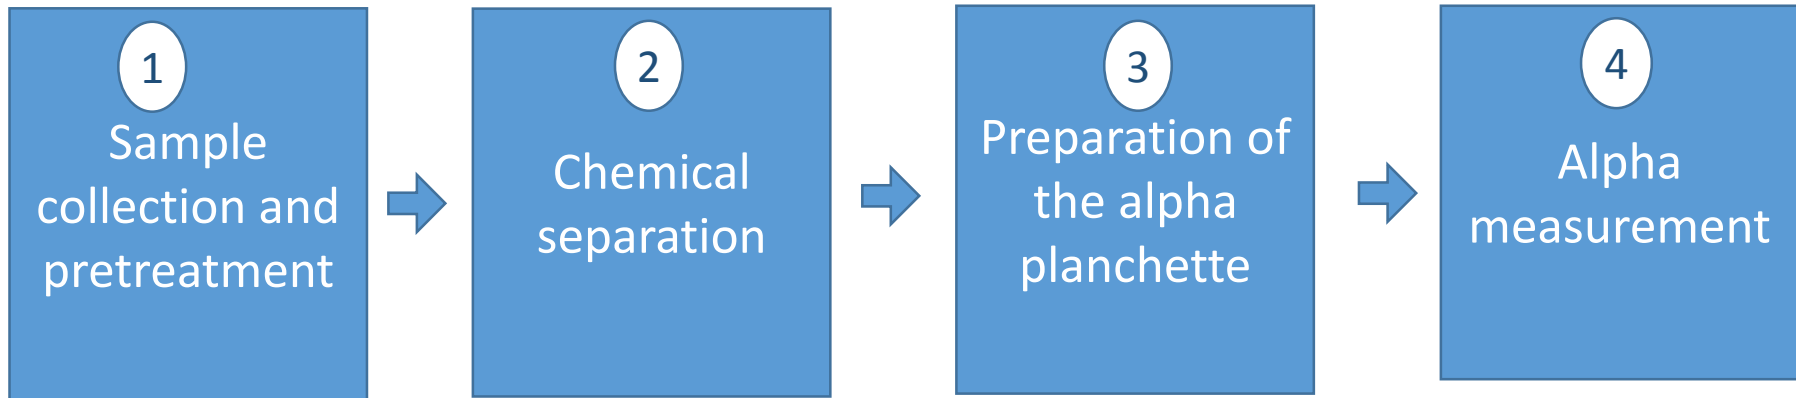 1
Sample
collection and
pretreatment
2
Chemical
separation
3
Preparation of
the alpha
planchette
4
Alpha
measurement